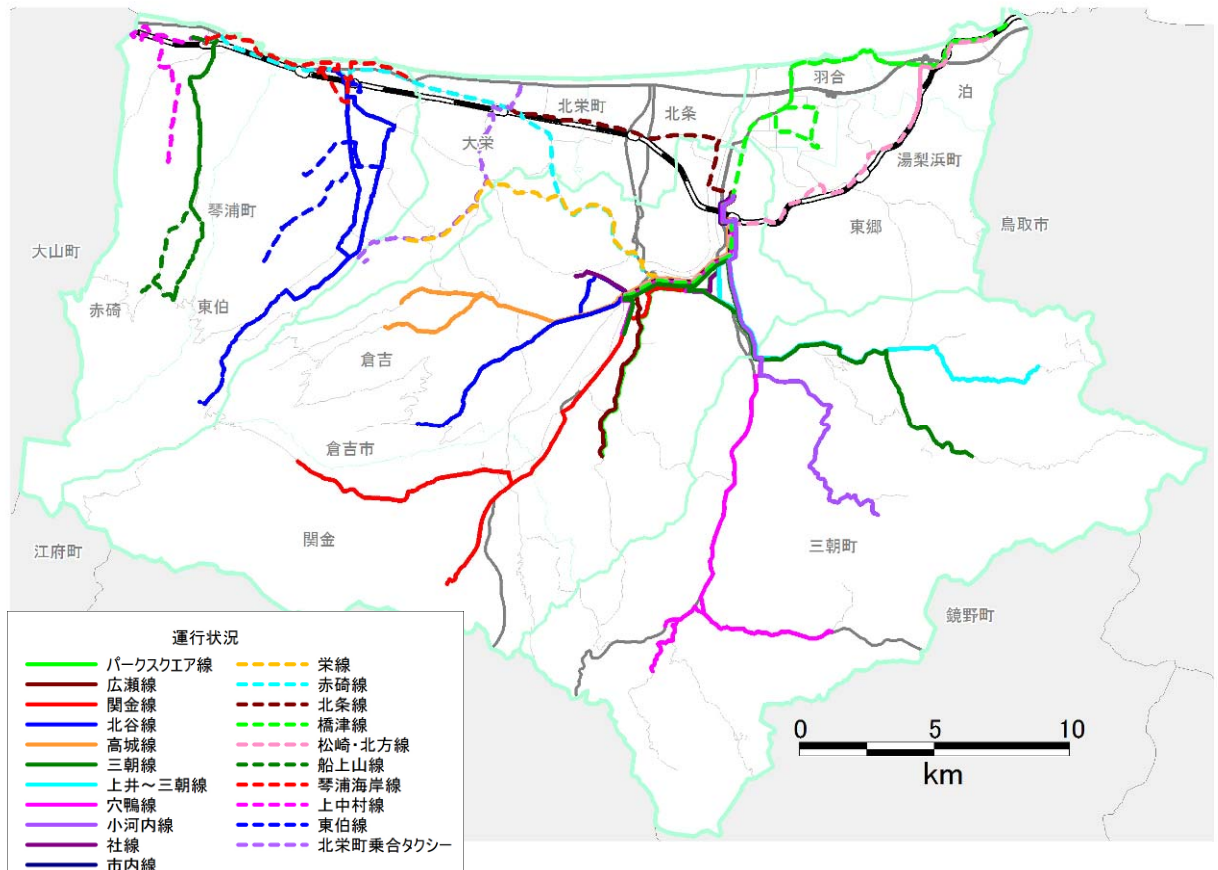 羽合
泊
北栄町
北条
大栄
湯梨浜町
琴浦町
東郷
鳥取市
大山町
赤碕
東伯
倉吉
倉吉市
関金
三朝町
江府町
鏡野町
運行状況
パークスクエア線
広瀬線
関金線
北谷線
高城線
三朝線
上井～三朝線
穴鴨線
小河内線
社線
市内線
栄線
赤碕線
北条線
橋津線
松崎・北方線
船上山線
琴浦海岸線
上中村線
東伯線
北栄町乗合タクシー
0 5 10
km